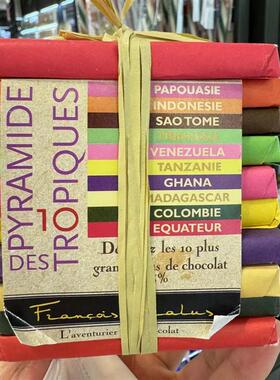 PYRAMIDE
DES 10
TROPIQUES
PAPOUASIE
INDONESIE
SAO TOME
VENEZUELA
TANZANIE
GHANA
MADAGASCAR
COLOMBIE
EQUATEUR
les 10 plus
de chocolat
François
L'aventurier